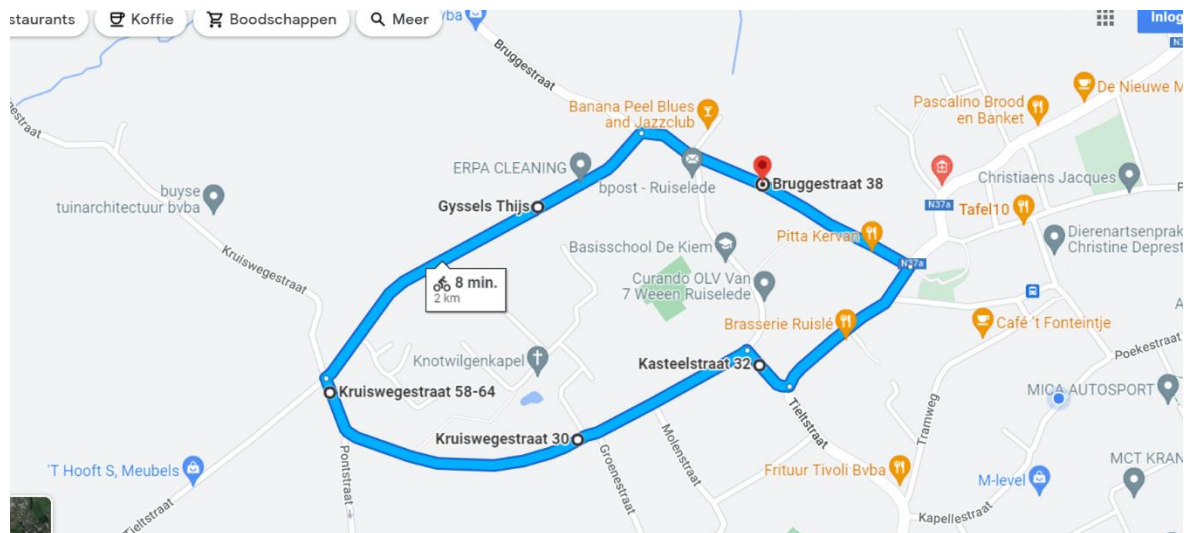 staurants
Koffie
Boodschappen
Meer
bvba
Inlog
Bruggestraat
De Nieuwe M
Pascalino Brood
en Banket
Banana Peel Blues
and Jazzclub
ERPA CLEANING
bpost - Ruiselede
Bruggestraat 38
Christiaens Jacques
buyse
tuinarchitectuur bvba
Gyssels Thijs
N37a
Tafel10
Pitta Kervan
Dierenartsenprak
Christine Deprest
Basisschool De Kiem
Kruiswegestraat
N37a
Curando OLV Van
7 Weeen Ruiselede
8 min.
2 km
Brasserie Ruislé
Café 't Fonteintje
Knotwilgenkapel
Kasteelstraat 32
Poekestraat
Kruiswegestraat 58-64
MICA AUTOSPORT
Tieltstraat
Tramweg
Kruiswegestraat 30
Molenstraat
Groenestraat
Pontstraat
'T Hooft S, Meubels
Frituur Tivoli Bvba
MCT KRAN
M-level
Tieltstraat
Kapellestraat